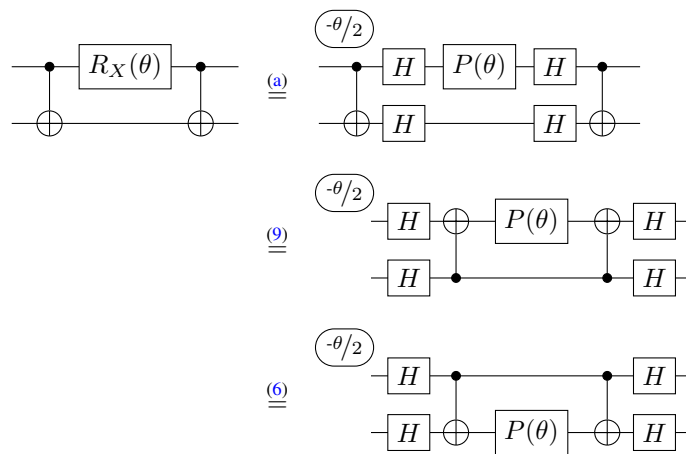 -θ/2
R_X(θ) (a) = H P(θ) H
H H
-θ/2
(9) = H P(θ) H
H H
-θ/2
(6) = H H
H P(θ) H